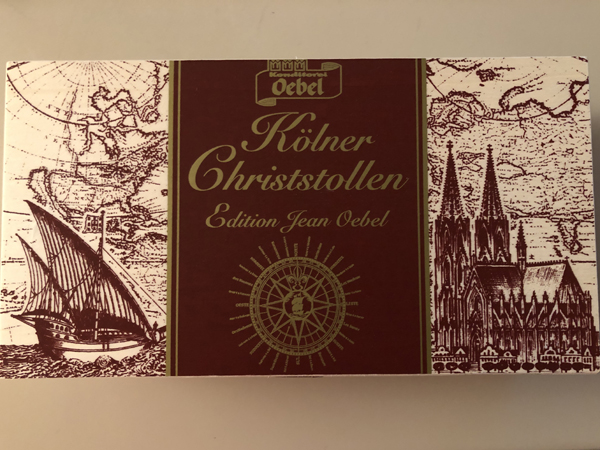 Konditorei
Oebel
Kölner
Christstollen
Edition Jean Oebel